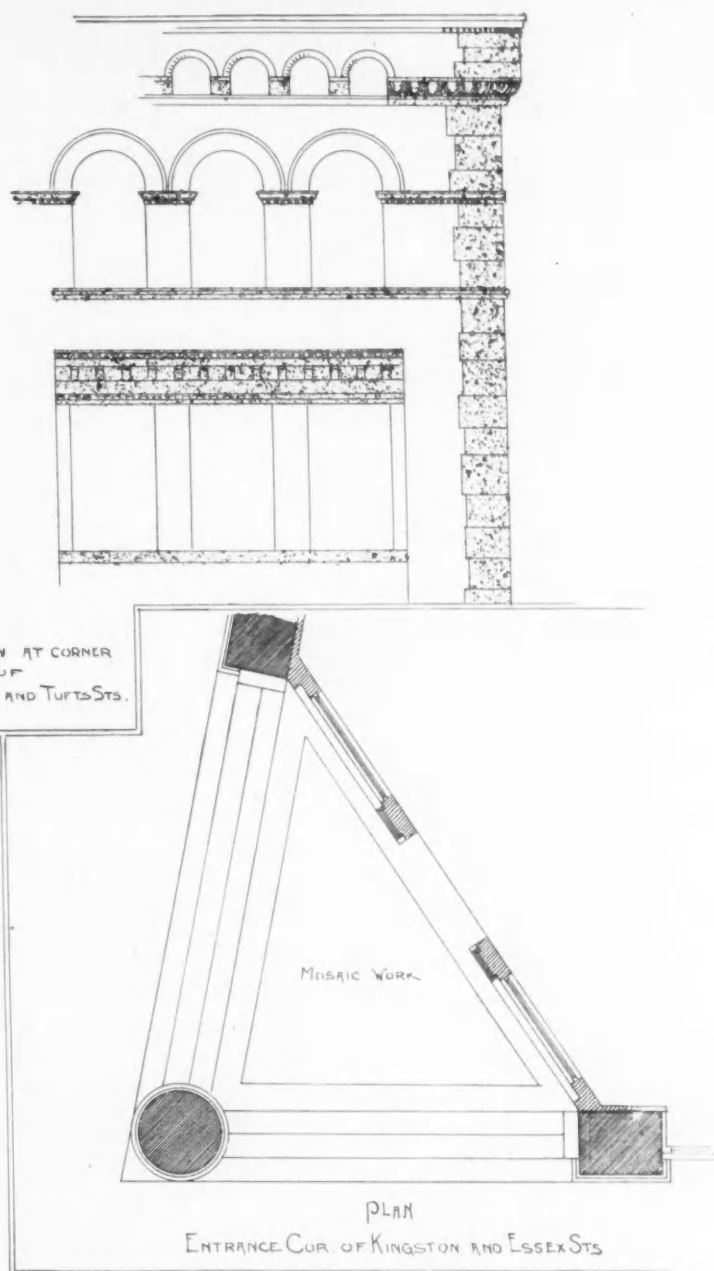 AT CORNER
OF
AND TUFTS STS.
MOSAIC WORK
PLAN
ENTRANCE COR. OF KINGSTON AND ESSEX STS